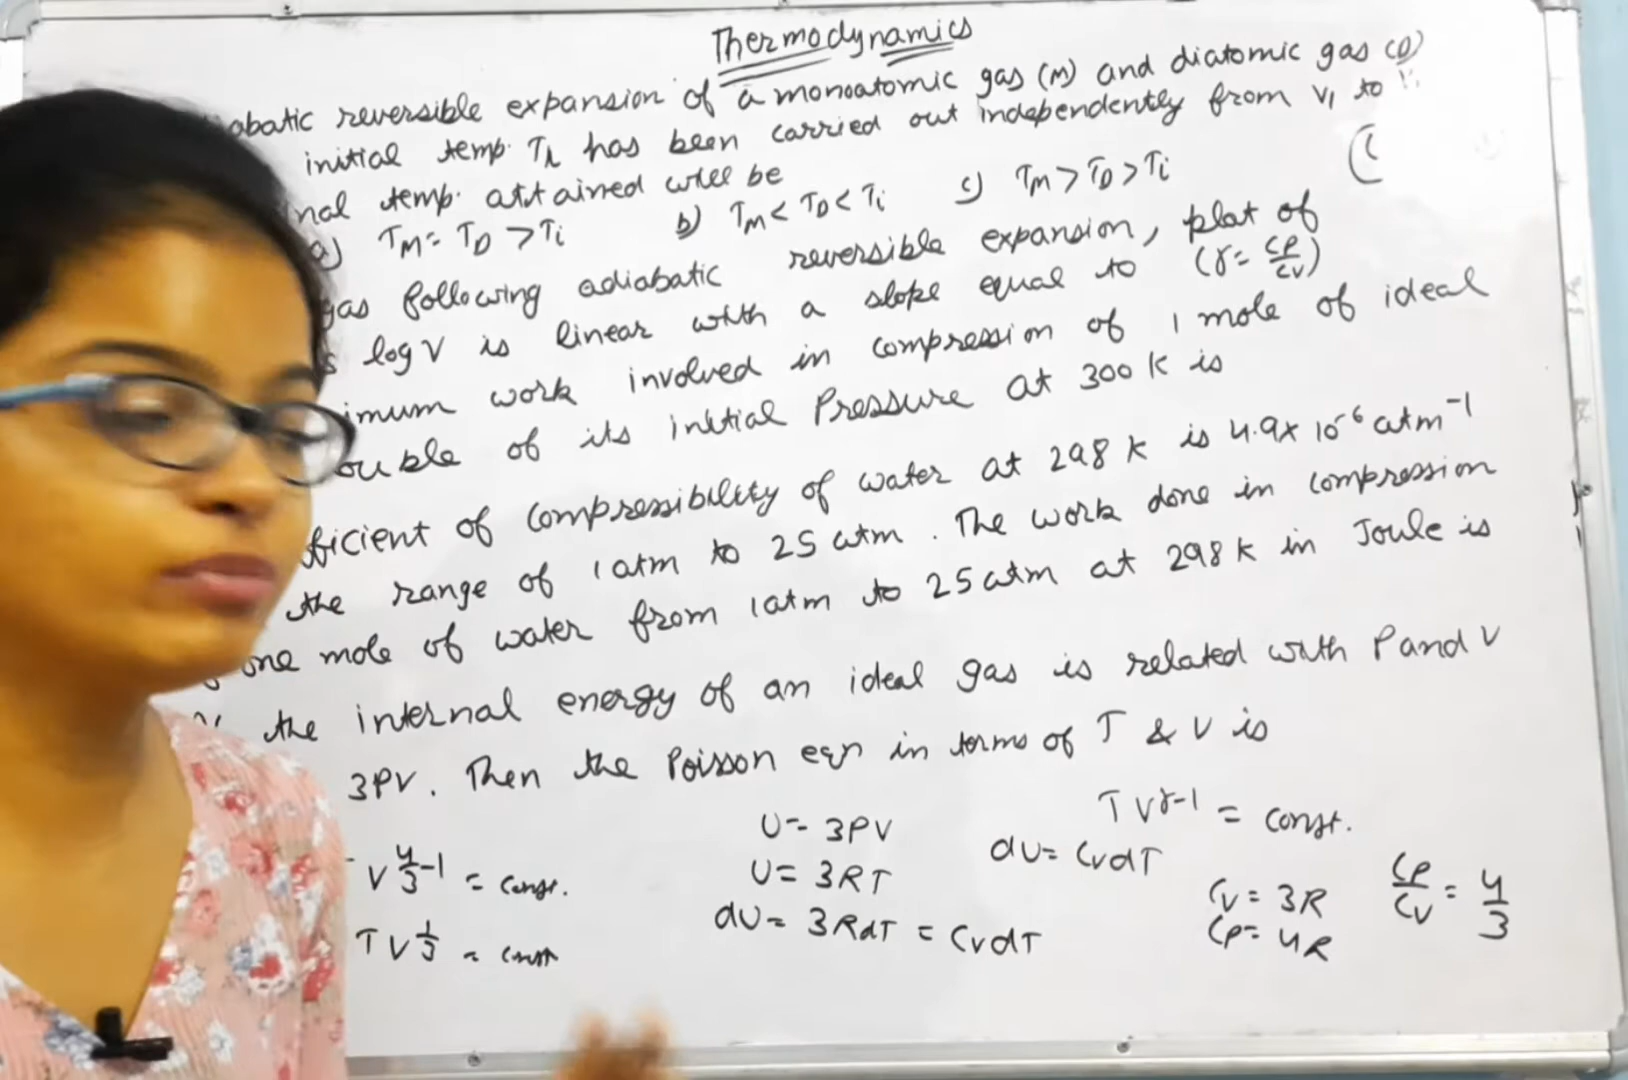 Thermodynamics
abatic reversible expansion of a monoatomic gas (M) and diatomic gas (D)
initial temp. has been carried out independently from V1 to
nal temp. attained will be
a) TM = TD > Ti b) TM < TD < Ti c) TM > TD > Ti
gas following adiabatic reversible expansion, plot of
log V is linear with a slope equal to (γ = CP/CV)
imum work involved in compression of 1 mole of ideal
ouble of its initial Pressure at 300 K is
fficient of compressibility of water at 298 K is 4.9 x 10⁻⁶ atm⁻¹
the range of 1 atm to 25 atm. The work done in compression
one mole of water from 1 atm to 25 atm at 298 K in Joule is
the internal energy of an ideal gas is related with P and V
3PV. Then the Poisson eqn in terms of T & V is
TV^γ-1 = const.
U = 3PV
U = 3RT
dU = 3RdT = CvdT
dU = CvdT
Cv = 3R
Cp = 4R
CP/CV = 4/3
V^4/3-1 = const.
TV^1/3 = const